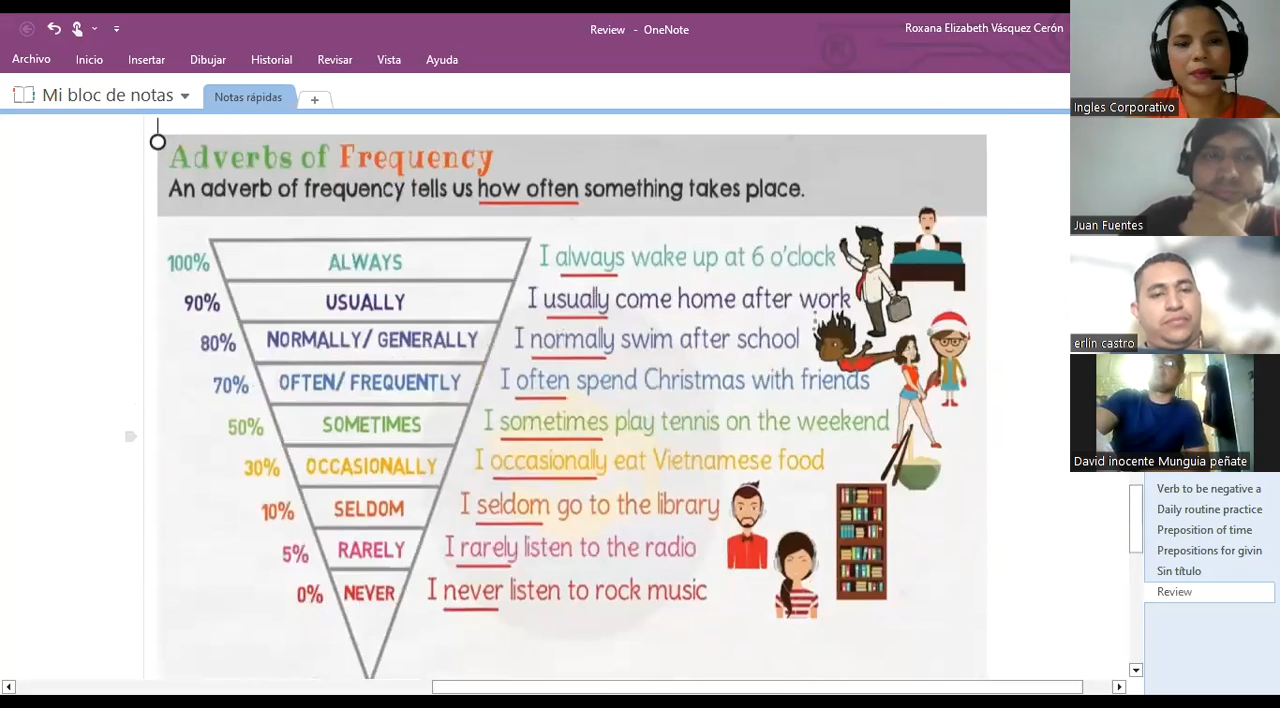 Review - OneNote
Roxana Elizabeth Vásquez Cerón
Archivo Inicio Insertar Dibujar Historial Revisar Vista Ayuda
Mi bloc de notas
Notas rápidas
+
Adverbs of Frequency
An adverb of frequency tells us how often something takes place.
100% ALWAYS I always wake up at 6 o'clock
90% USUALLY I usually come home after work
80% NORMALLY/ GENERALLY I normally swim after school
70% OFTEN/ FREQUENTLY I often spend Christmas with friends
50% SOMETIMES I sometimes play tennis on the weekend
30% OCCASIONALLY I occasionally eat Vietnamese food
10% SELDOM I seldom go to the library
5% RARELY I rarely listen to the radio
0% NEVER I never listen to rock music
Ingles Corporativo
Juan Fuentes
erlin castro
David inocente Munguia peñate
Verb to be negative a
Daily routine practice
Preposition of time
Prepositions for givin
Sin título
Review